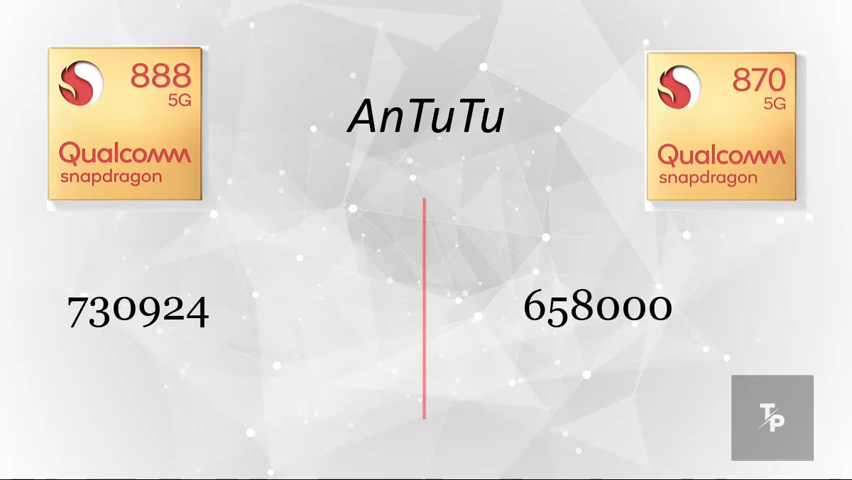 888
5G
Qualcomm
snapdragon
AnTuTu
870
5G
Qualcomm
snapdragon
730924
658000
TP